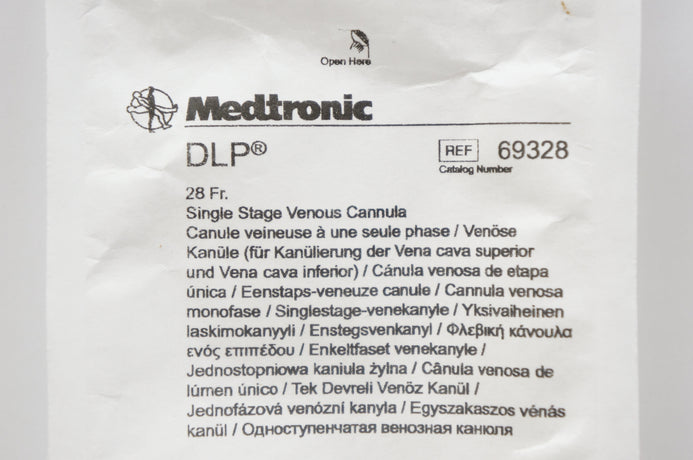 Open Here
Medtronic
DLP®
REF 69328
Catalog Number
28 Fr.
Single Stage Venous Cannula
Canule veineuse à une seule phase / Venöse
Kanüle (für Kanülierung der Vena cava superior
und Vena cava inferior) / Cánula venosa de etapa
única / Eenstaps-veneuze canule / Cannula venosa
monofase / Singlestage-venekanyle / Yksivaiheinen
laskimokanyyli / Enstegsvenkanyl / Φλεβική κάνουλα
ενός επιπέδου / Enkeltfaset venekanyle /
Jednostopniowa kaniula żylna / Cânula venosa de
lúmen único / Tek Devreli Venöz Kanül /
Jednofázová venózní kanyla / Egyszakaszos vénás
kanül / Одноступенчатая венозная канюля